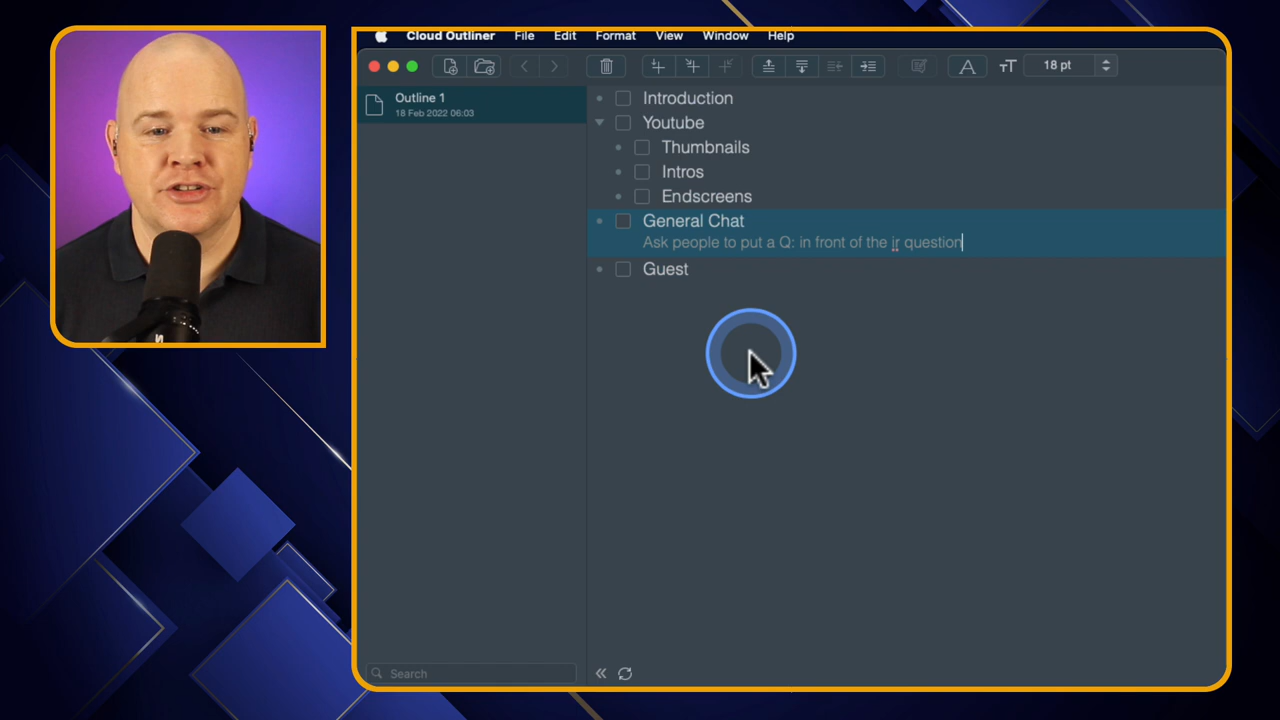 Cloud Outliner File Edit Format View Window Help
18 pt
Outline 1
18 Feb 2022 06:03
Introduction
Youtube
Thumbnails
Intros
Endscreens
General Chat
Ask people to put a Q: in front of the ir question
Guest
Search